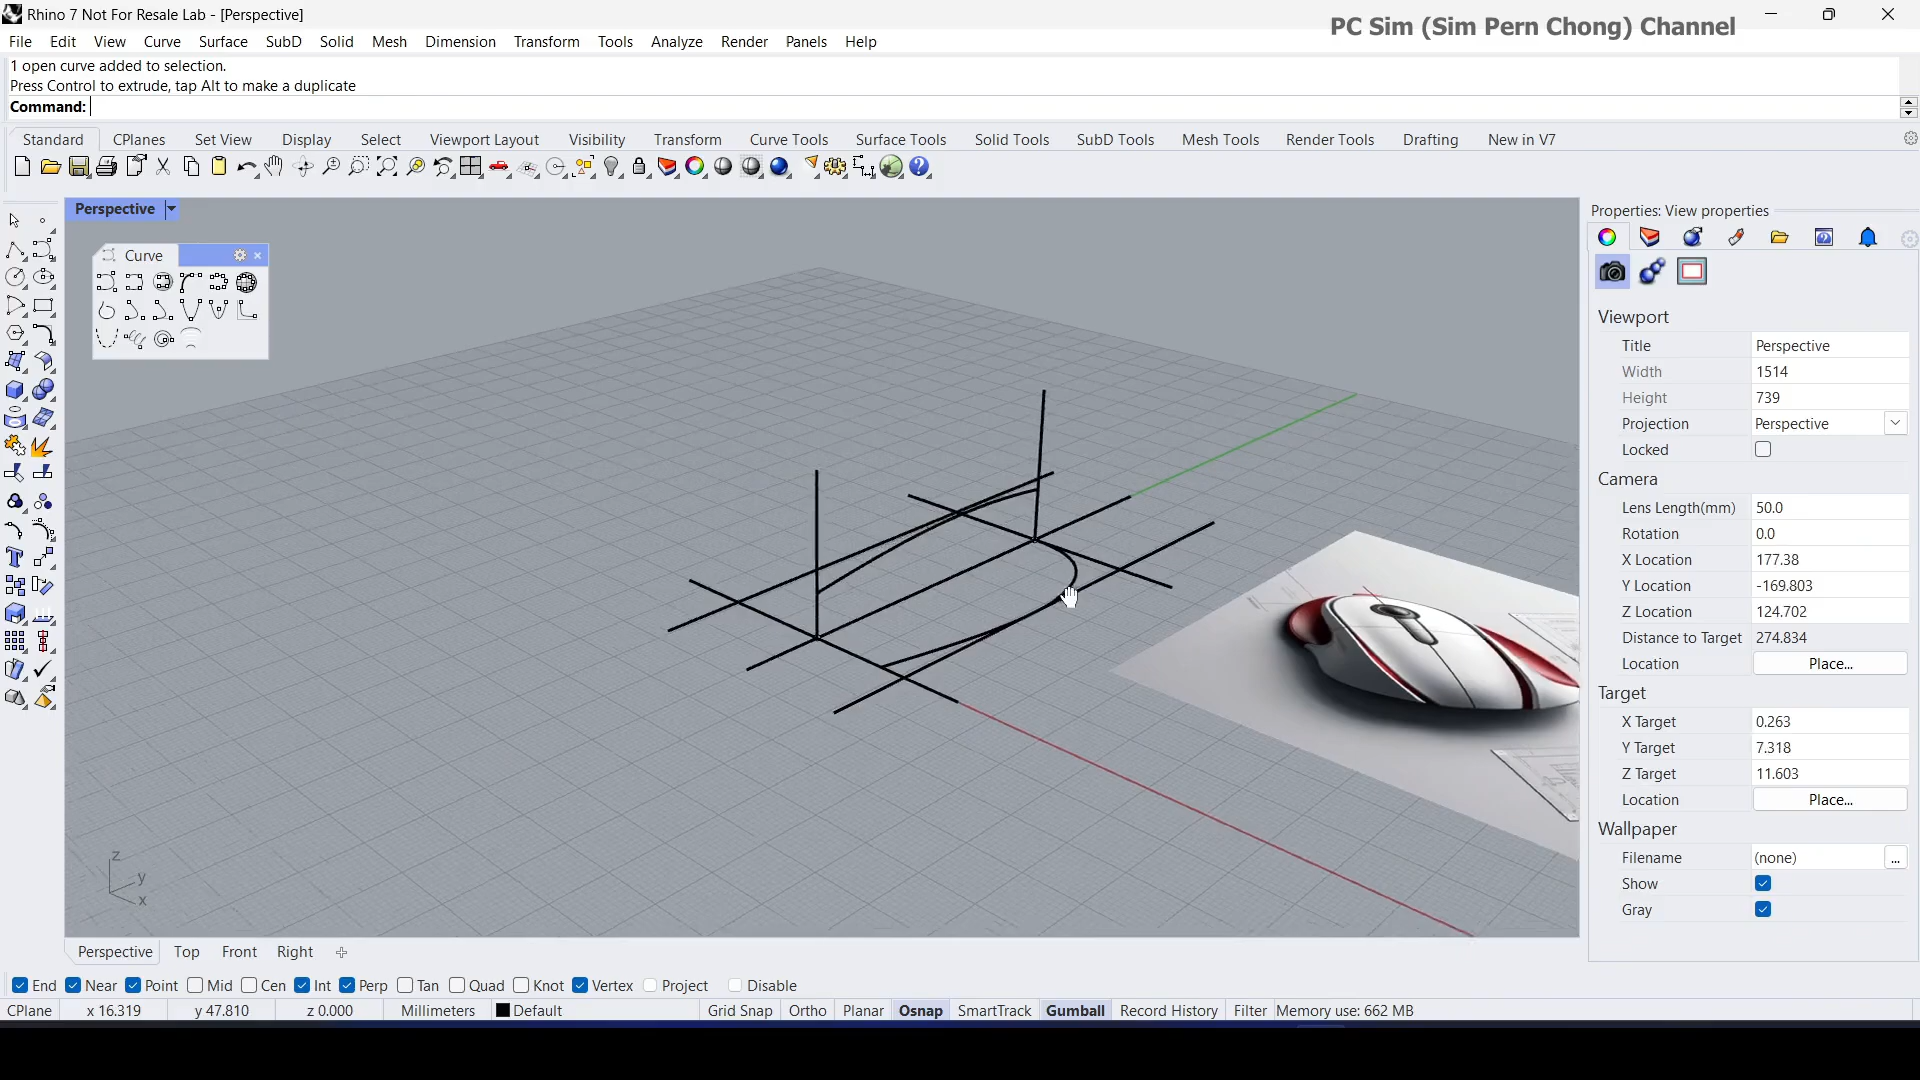 Rhino 7 Not For Resale Lab - [Perspective]
PC Sim (Sim Pern Chong) Channel
File Edit View Curve Surface SubD Solid Mesh Dimension Transform Tools Analyze Render Panels Help
1 open curve added to selection.
Press Control to extrude, tap Alt to make a duplicate
Command:
Standard CPlanes Set View Display Select Viewport Layout Visibility Transform Curve Tools Surface Tools Solid Tools SubD Tools Mesh Tools Render Tools Drafting New in V7
Perspective
Curve
Properties: View properties
Viewport
Title Perspective
Width 1514
Height 739
Projection Perspective
Locked
Camera
Lens Length(mm) 50.0
Rotation 0.0
X Location 177.38
Y Location -169.803
Z Location 124.702
Distance to Target 274.834
Location Place...
Target
X Target 0.263
Y Target 7.318
Z Target 11.603
Location Place...
Wallpaper
Filename (none) ...
Show
Gray
z
y
x
Perspective Top Front Right
End Near Point Mid Cen Int Perp Tan Quad Knot Vertex Project Disable
CPlane x 16.319 y 47.810 z 0.000 Millimeters Default Grid Snap Ortho Planar Osnap SmartTrack Gumball Record History Filter Memory use: 662 MB